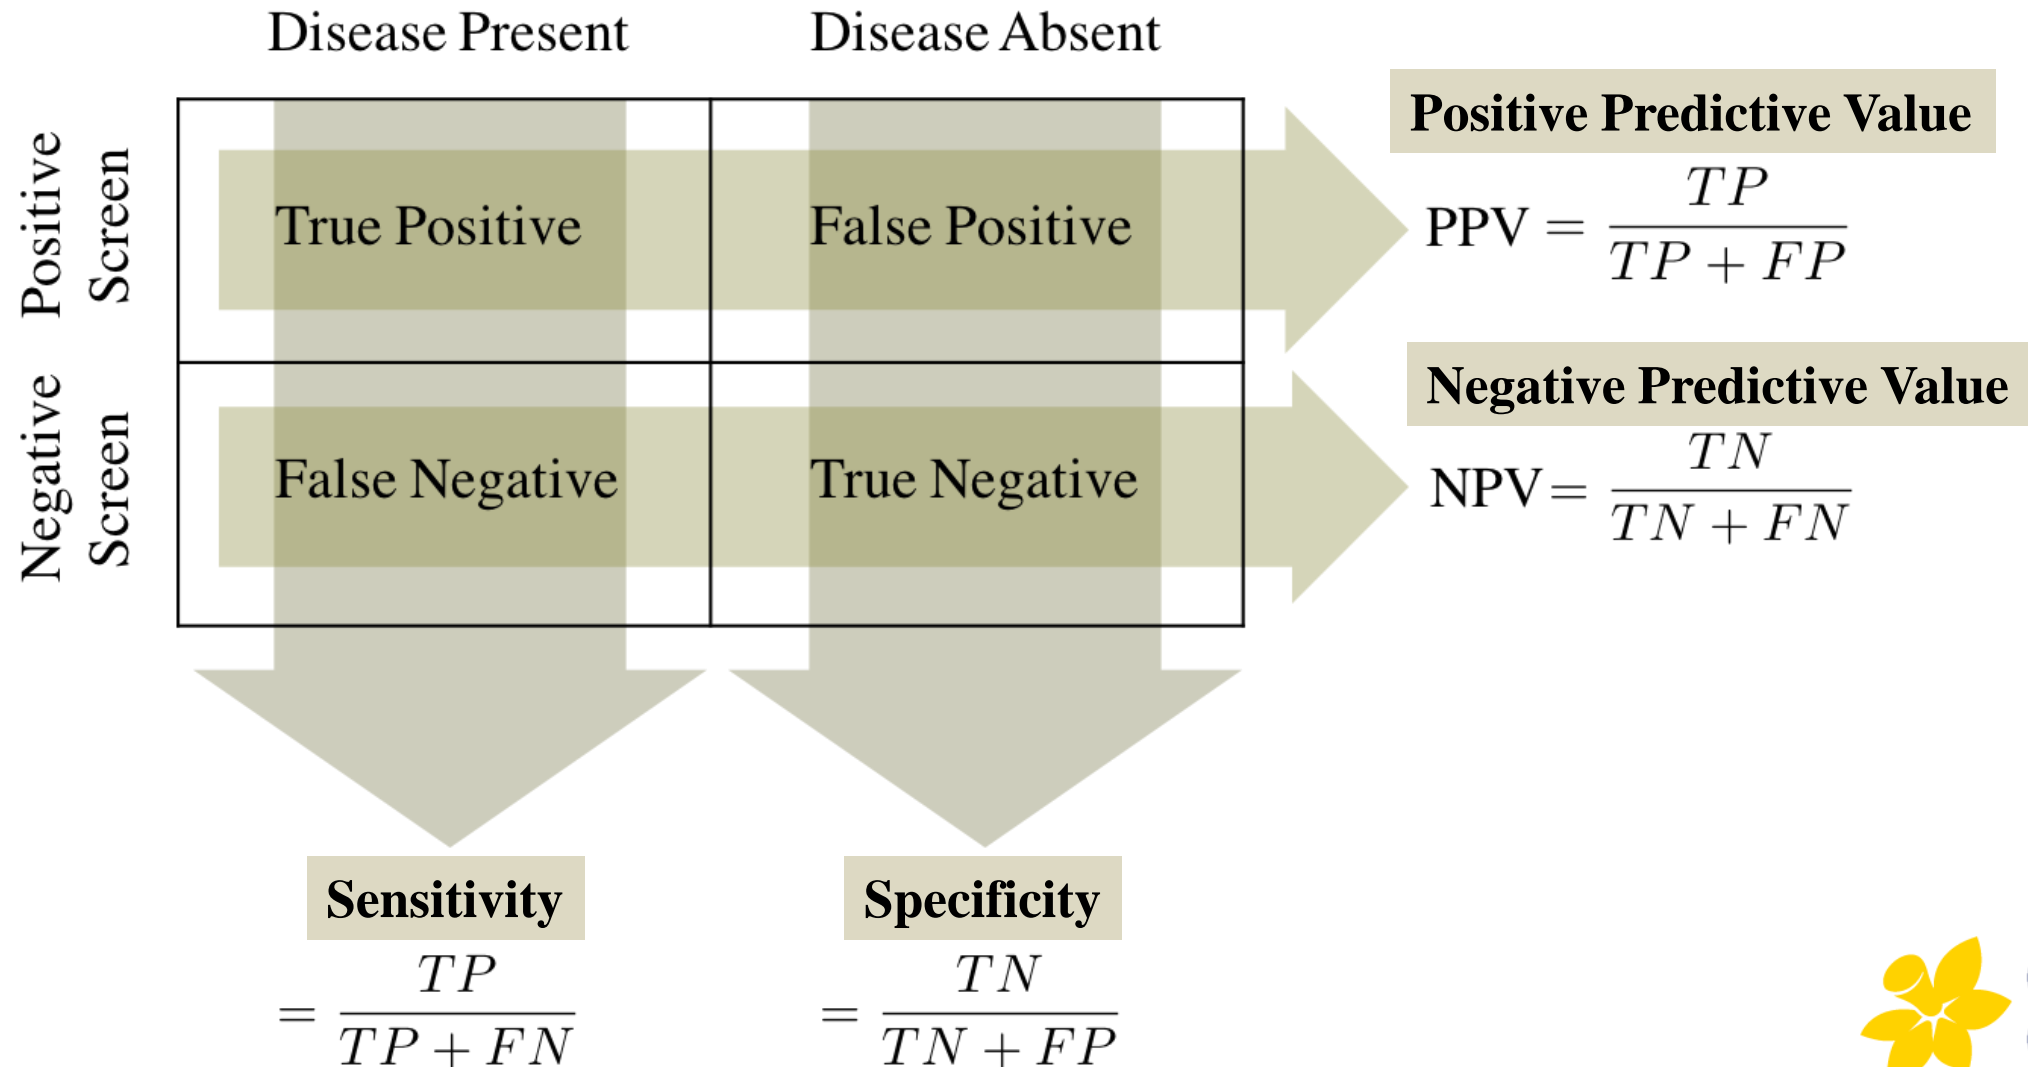 Disease Present Disease Absent
Positive
Screen
True Positive False Positive
Positive Predictive Value
PPV = TP / TP + FP
Negative
Screen
False Negative True Negative
Negative Predictive Value
NPV = TN / TN + FN
Sensitivity
= TP / TP + FN
Specificity
= TN / TN + FP